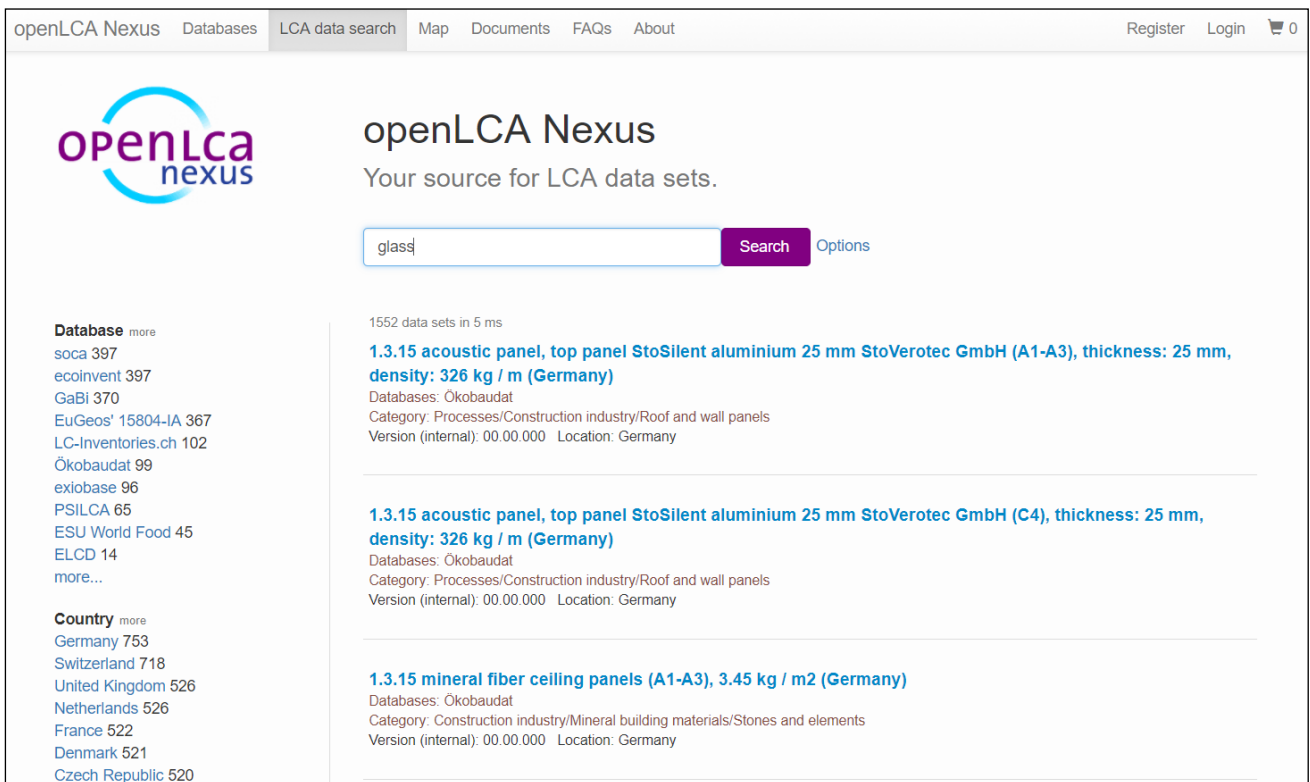 openLCA Nexus Databases LCA data search Map Documents FAQs About Register Login 0
openLca
nexus
openLCA Nexus
Your source for LCA data sets.
glass Search Options
Database more
soca 397
ecoinvent 397
GaBi 370
EuGeos' 15804-IA 367
LC-Inventories.ch 102
Ökobaudat 99
exiobase 96
PSILCA 65
ESU World Food 45
ELCD 14
more...
Country more
Germany 753
Switzerland 718
United Kingdom 526
Netherlands 526
France 522
Denmark 521
Czech Republic 520
1552 data sets in 5 ms
1.3.15 acoustic panel, top panel StoSilent aluminium 25 mm StoVerotec GmbH (A1-A3), thickness: 25 mm,
density: 326 kg / m (Germany)
Databases: Ökobaudat
Category: Processes/Construction industry/Roof and wall panels
Version (internal): 00.00.000 Location: Germany
1.3.15 acoustic panel, top panel StoSilent aluminium 25 mm StoVerotec GmbH (C4), thickness: 25 mm,
density: 326 kg / m (Germany)
Databases: Ökobaudat
Category: Processes/Construction industry/Roof and wall panels
Version (internal): 00.00.000 Location: Germany
1.3.15 mineral fiber ceiling panels (A1-A3), 3.45 kg / m2 (Germany)
Databases: Ökobaudat
Category: Construction industry/Mineral building materials/Stones and elements
Version (internal): 00.00.000 Location: Germany